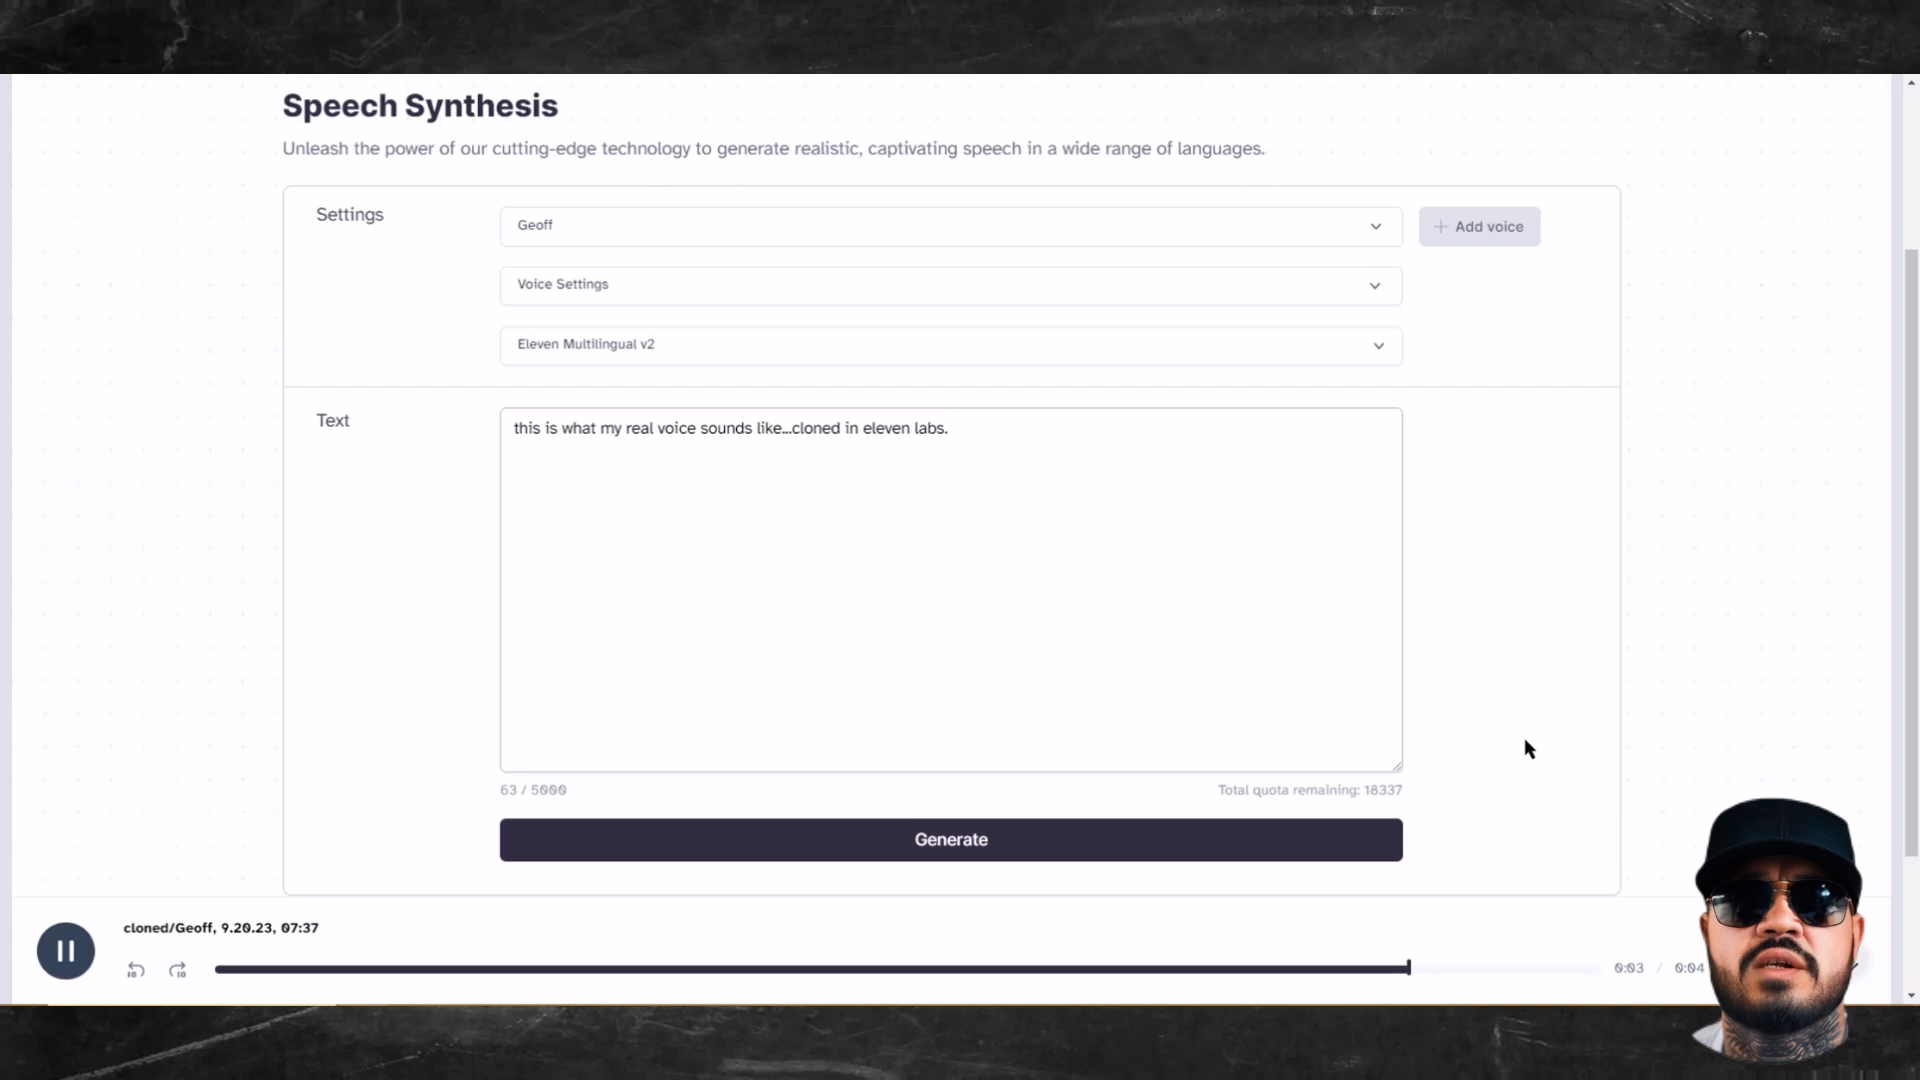 Speech Synthesis
Unleash the power of our cutting-edge technology to generate realistic, captivating speech in a wide range of languages.
Settings
Geoff
+ Add voice
Voice Settings
Eleven Multilingual v2
Text
this is what my real voice sounds like...cloned in eleven labs.
63 / 5000
Total quota remaining: 18337
Generate
cloned/Geoff, 9.20.23, 07:37
10
10
0:03 / 0:04